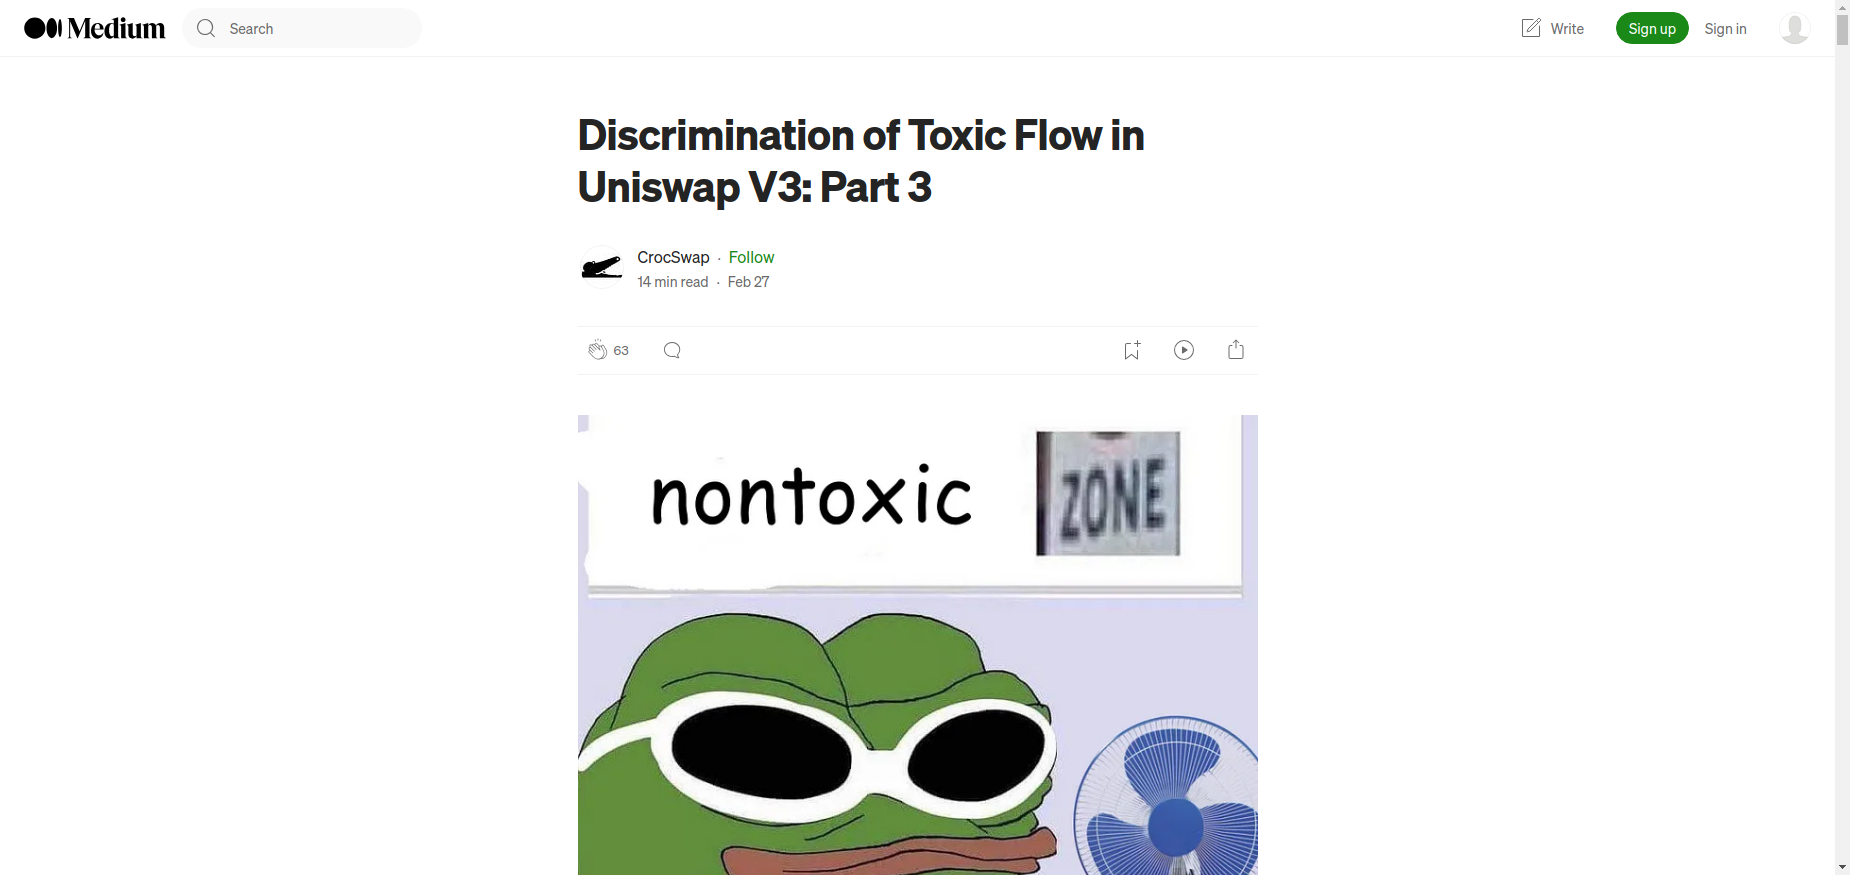 Medium
Search
Write
Sign up
Sign in
Discrimination of Toxic Flow in
Uniswap V3: Part 3
CrocSwap · Follow
14 min read · Feb 27
63
nontoxic ZONE